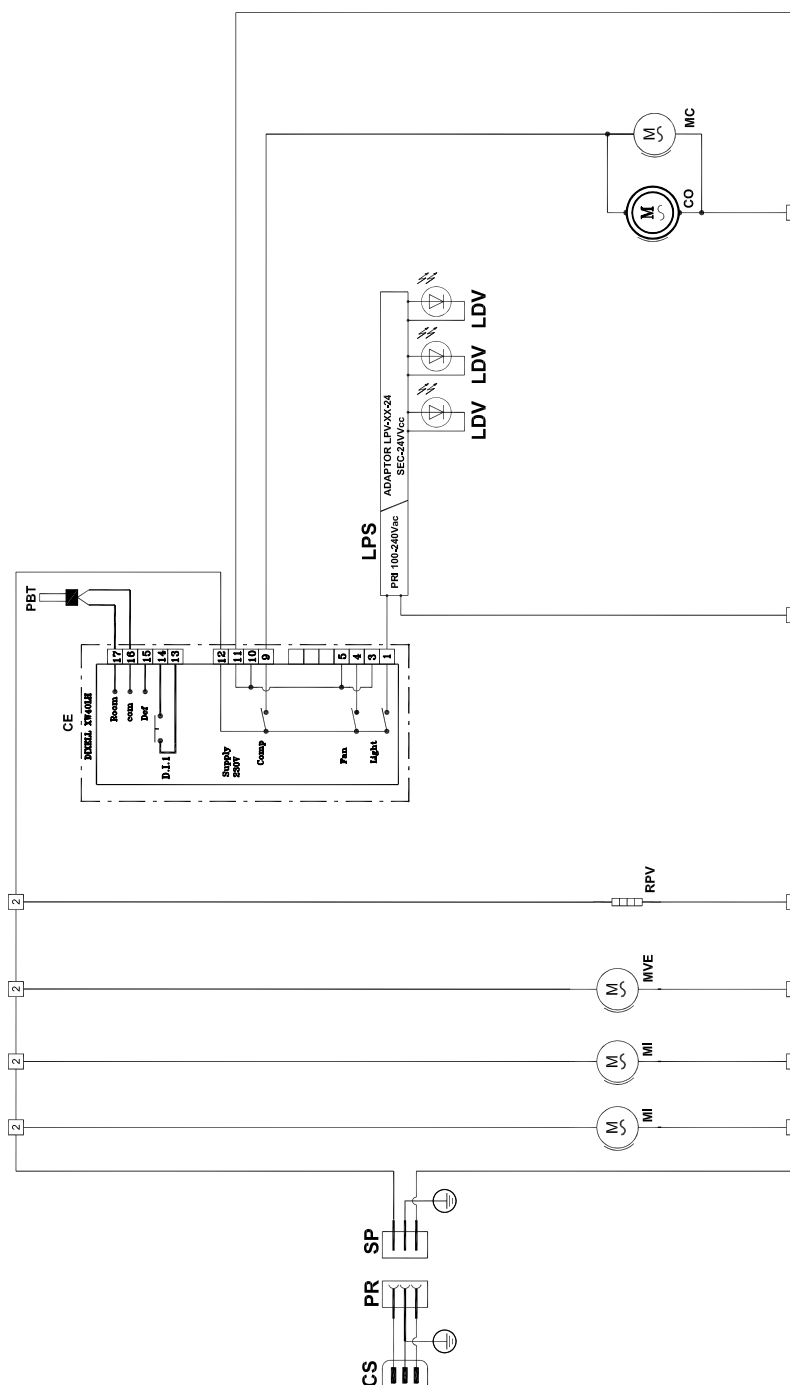 MC
M
M
CO
LDV
LDV
LDV
ADAPTOR LPV-XX-24
SEC-24VVcc
LPS
PRI 100-240Vac
PBT
CE
DIXELL XW40LH
17
16
15
14
13
12
11
10
9
5
4
3
1
Room
com
Def
D.I.1
Supply
230V
Comp
Fan
Light
2
RPV
2
M
MVE
2
M
MI
2
M
MI
SP
PR
CS